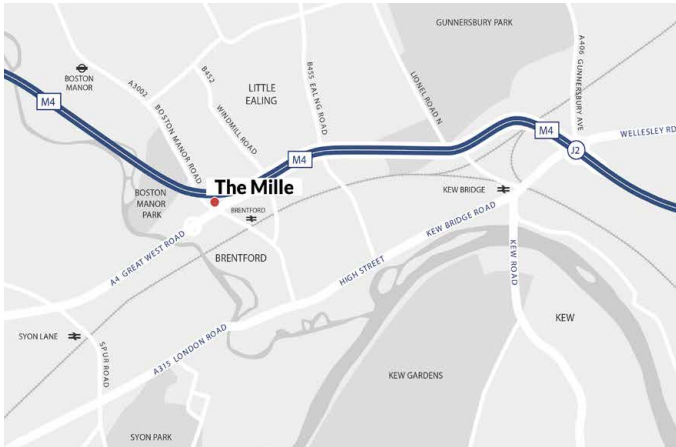 GUNNERSBURY PARK
A406 GUNNERSBURY AVE
BOSTON
MANOR
A3002
BOSTON MANOR ROAD
B452
WINDMILL ROAD
LITTLE
EALING
B455 EALING ROAD
LIONEL ROAD N
M4
M4
M4
J2
WELLESLEY RD
The Mille
BOSTON
MANOR
PARK
BRENTFORD
KEW BRIDGE
A4 GREAT WEST ROAD
BRENTFORD
HIGH STREET
KEW BRIDGE ROAD
KEW ROAD
KEW
SYON LANE
SPUR ROAD
A315 LONDON ROAD
KEW GARDENS
SYON PARK